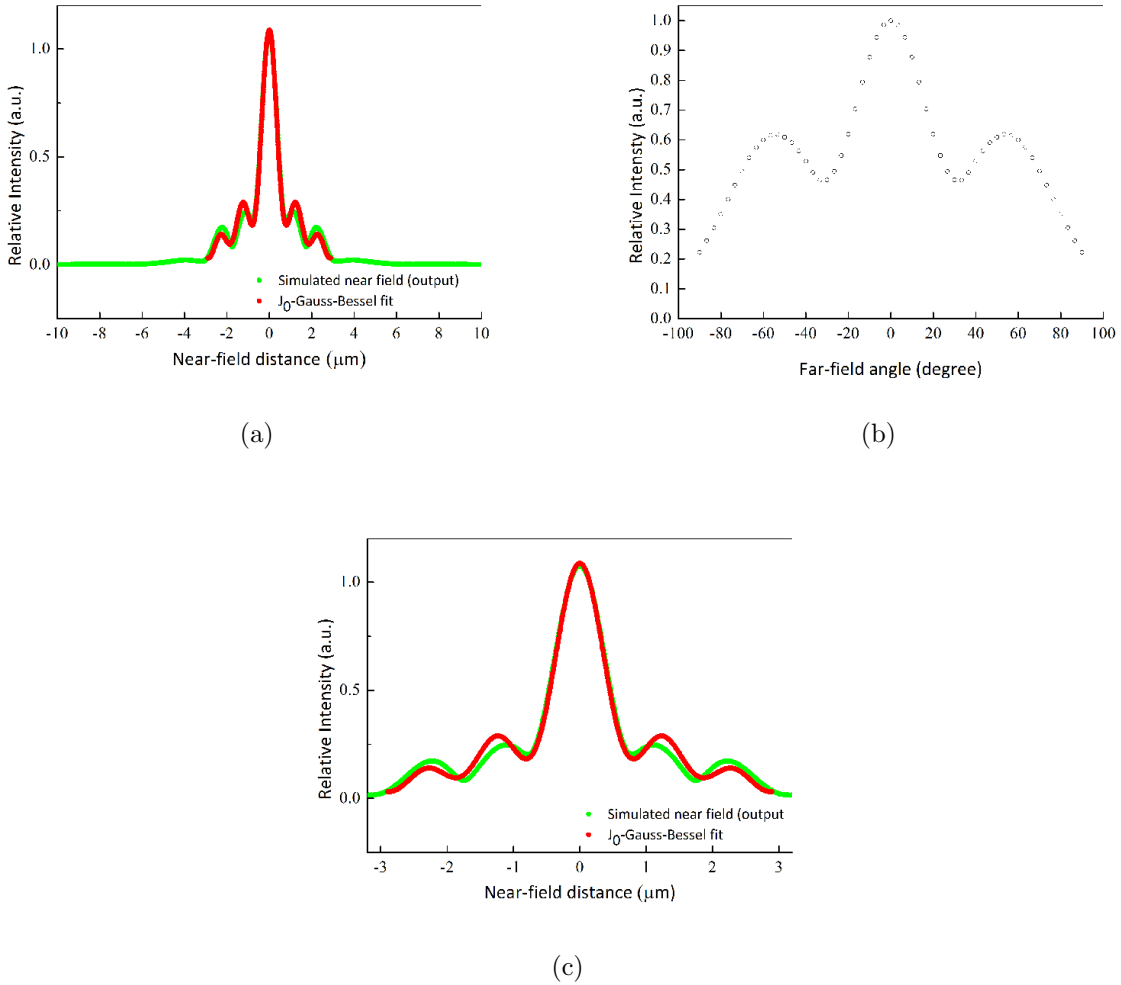 1.0
0.5
0.0
Relative Intensity (a.u.)
Simulated near field (output)
J0-Gauss-Bessel fit
-10 -8 -6 -4 -2 0 2 4 6 8 10
Near-field distance (μm)
(a)
1.0
0.9
0.8
0.7
0.6
0.5
0.4
0.3
0.2
0.1
0.0
Relative Intensty (a.u.)
-100 -80 -60 -40 -20 0 20 40 60 80 100
Far-field angle (degree)
(b)
1.0
0.5
0.0
Relative Intensity (a.u.)
Simulated near field (output
J0-Gauss-Bessel fit
-3 -2 -1 0 1 2 3
Near-field distance (μm)
(c)